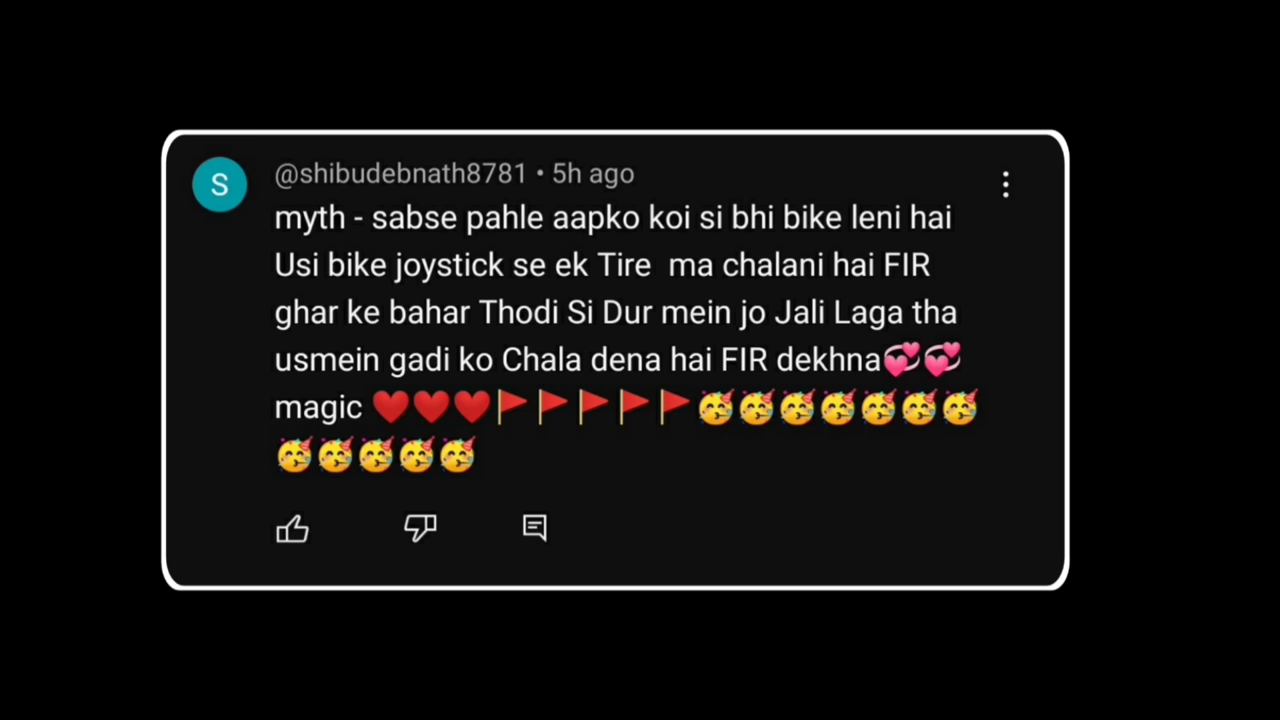 S
@shibudebnath8781 • 5h ago
myth - sabse pahle aapko koi si bhi bike leni hai
Usi bike joystick se ek Tire  ma chalani hai FIR
ghar ke bahar Thodi Si Dur mein jo Jali Laga tha
usmein gadi ko Chala dena hai FIR dekhna💞💞
magic ❤️❤️❤️🚩🚩🚩🚩🚩🥳🥳🥳🥳🥳🥳🥳
🥳🥳🥳🥳🥳